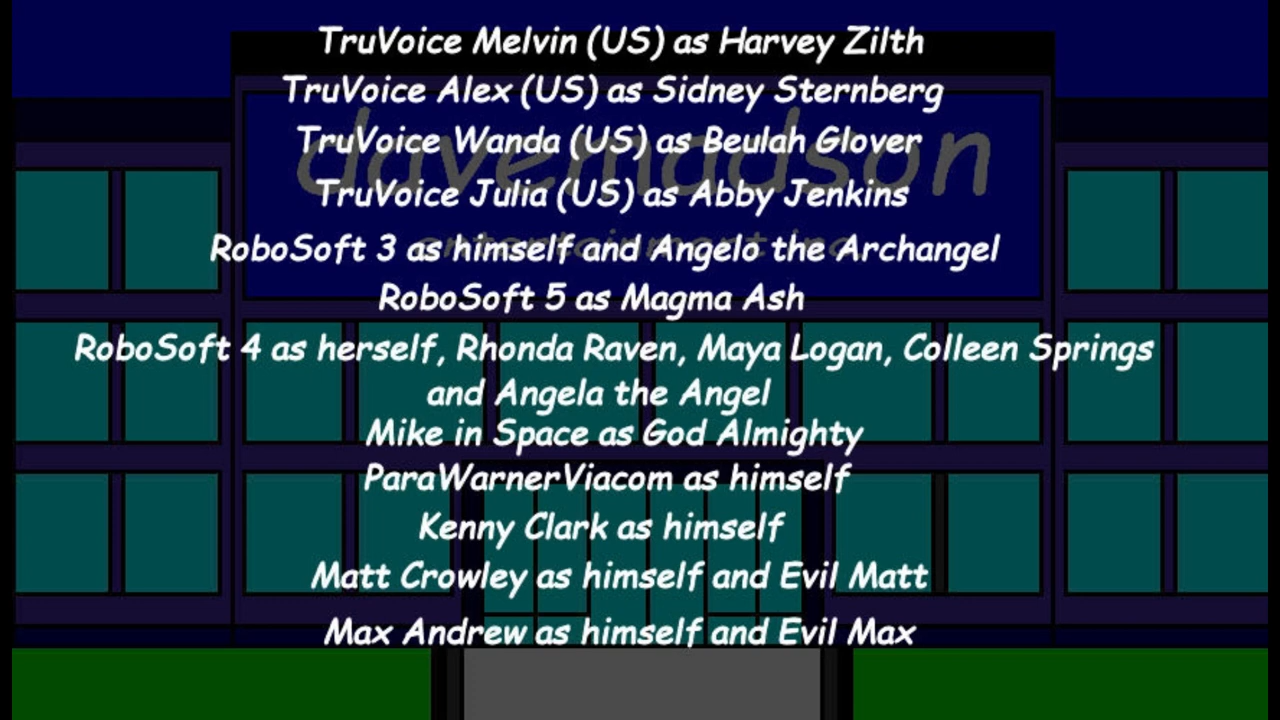 TruVoice Melvin (US) as Harvey Zilth
TruVoice Alex (US) as Sidney Sternberg
TruVoice Wanda (US) as Beulah Glover
davemadson
TruVoice Julia (US) as Abby Jenkins
RoboSoft 3 as himself and Angelo the Archangel
entertainment inc
RoboSoft 5 as Magma Ash
RoboSoft 4 as herself, Rhonda Raven, Maya Logan, Colleen Springs
and Angela the Angel
Mike in Space as God Almighty
ParaWarnerViacom as himself
Kenny Clark as himself
Matt Crowley as himself and Evil Matt
Max Andrew as himself and Evil Max